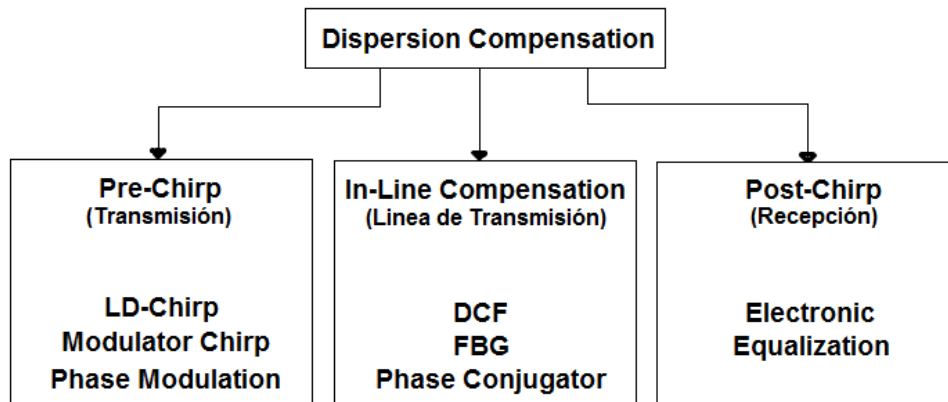 Dispersion Compensation
Pre-Chirp
(Transmisión)
LD-Chirp
Modulator Chirp
Phase Modulation
In-Line Compensation
(Linea de Transmisión)
DCF
FBG
Phase Conjugator
Post-Chirp
(Recepción)
Electronic
Equalization